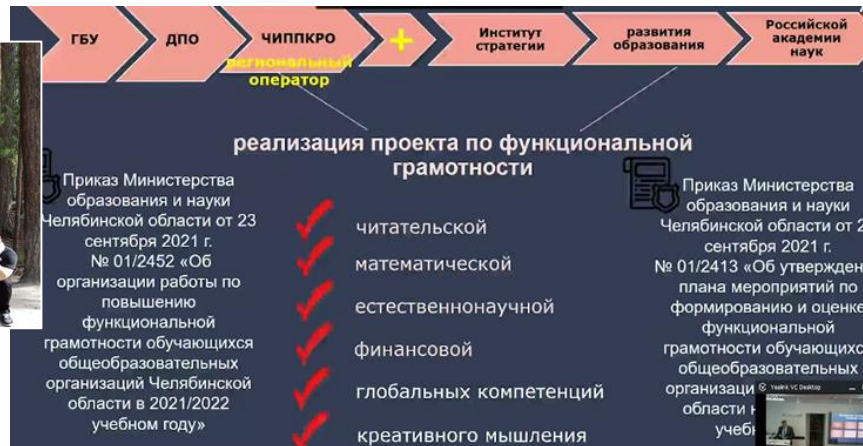 ГБУ
ДПО
ЧИППКРО
региональный
оператор
+
Институт
стратегии
развития
образования
Российской
академии
наук
реализация проекта по функциональной
грамотности
Приказ Министерства
образования и науки
Челябинской области от 23
сентября 2021 г.
№ 01/2452 «Об
организации работы по
повышению
функциональной
грамотности обучающихся
общеобразовательных
организаций Челябинской
области в 2021/2022
учебном году»
читательской
математической
естественнонаучной
финансовой
глобальных компетенций
креативного мышления
Приказ Министерства
образования и науки
Челябинской области от 2
сентября 2021 г.
№ 01/2413 «Об утвержден
плана мероприятий по
формированию и оценке
функциональной
грамотности обучающихс
общеобразовательных
организаци
области н
учеб
Yealink VC Desktop